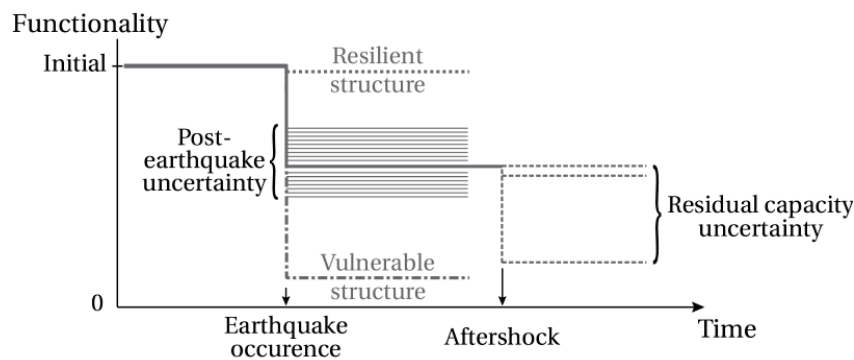 Functionality
Initial
Resilient
structure
Post-
earthquake
uncertainty
Residual capacity
uncertainty
Vulnerable
structure
0
Earthquake
occurence
Aftershock
Time